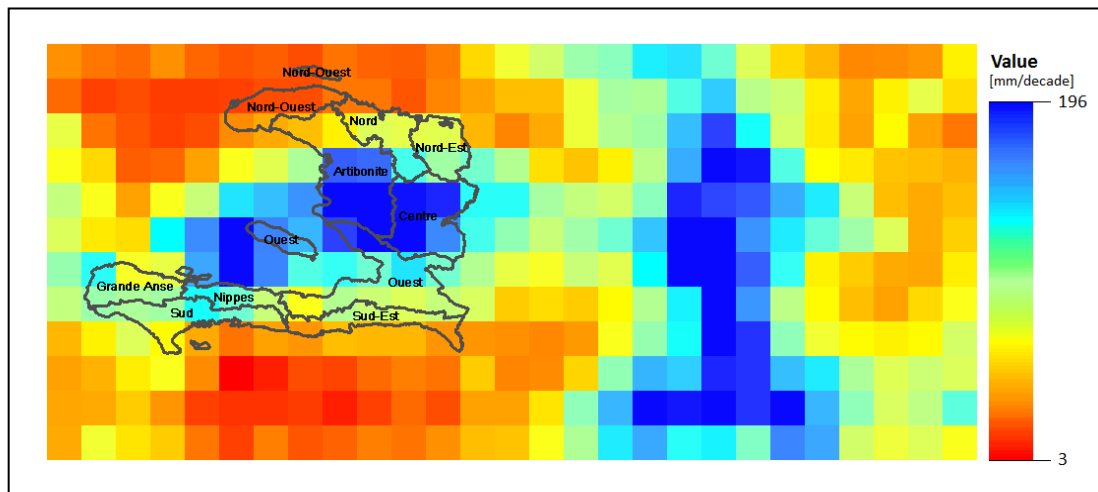 Nord-Ouest
Nord-Ouest
Nord
Nord-Est
Artibonite
Centre
Ouest
Ouest
Grande Anse
Nippes
Sud
Sud-Est
Value
[mm/decade]
196
3